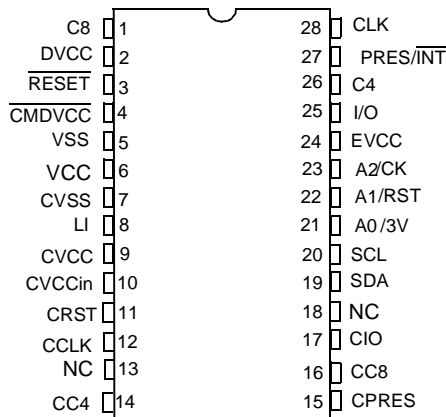 C8 1 28 CLK
DVCC 2 27 PRES/INT
RESET 3 26 C4
CMDVCC 4 25 I/O
VSS 5 24 EVCC
VCC 6 23 A2/CK
CVSS 7 22 A1/RST
LI 8 21 A0/3V
CVCC 9 20 SCL
CVCCin 10 19 SDA
CRST 11 18 NC
CCLK 12 17 CIO
NC 13 16 CC8
CC4 14 15 CPRES